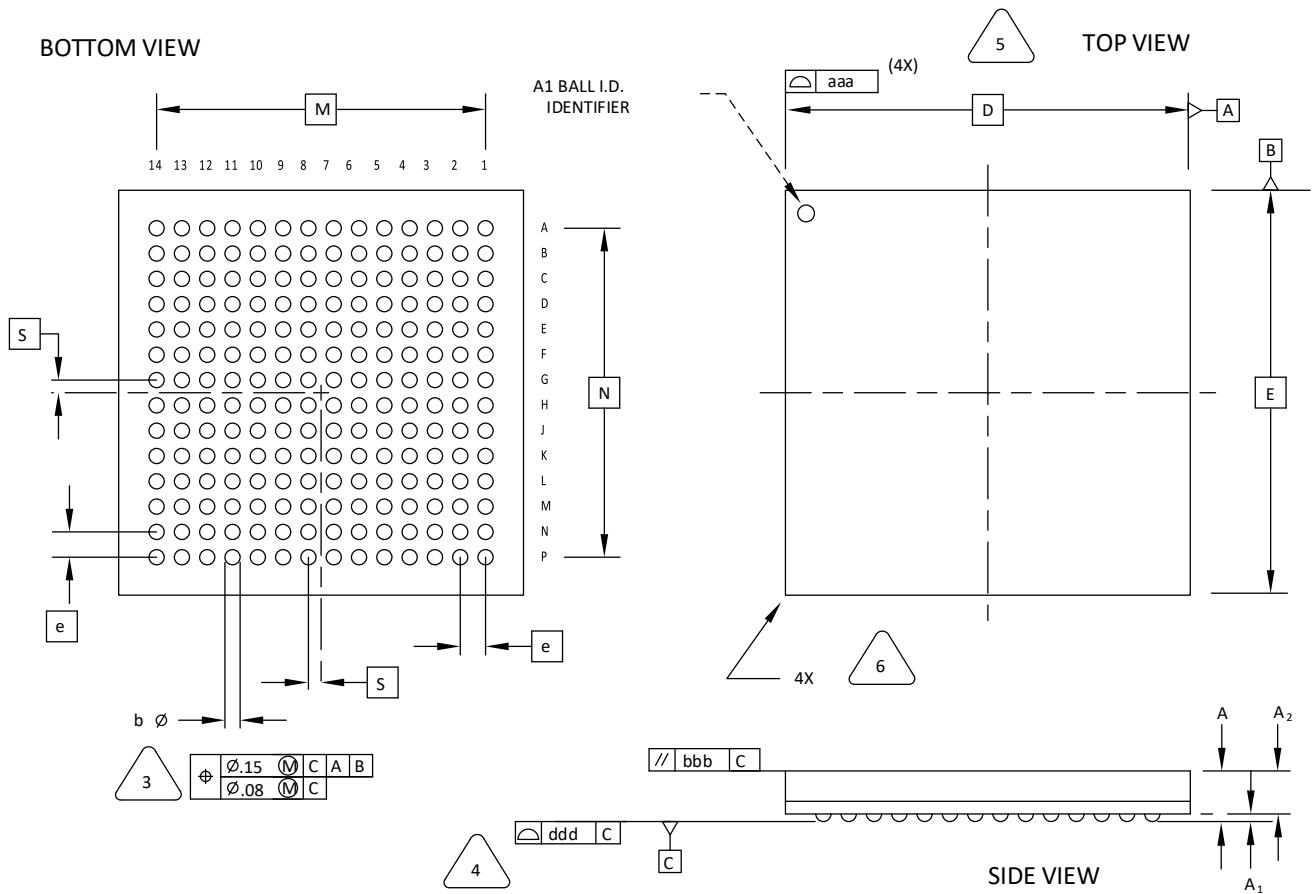 BOTTOM VIEW
TOP VIEW
5
aaa
(4X)
A1 BALL I.D.
IDENTIFIER
M
D
A
B
14 13 12 11 10 9 8 7 6 5 4 3 2 1
A
B
C
D
E
F
G
H
J
K
L
M
N
P
S
N
E
e
e
S
4X
6
b Ø
3
Ø.15 Ⓜ C A B
Ø.08 Ⓜ C
// bbb C
A
A2
ddd C
4
C
SIDE VIEW
A1